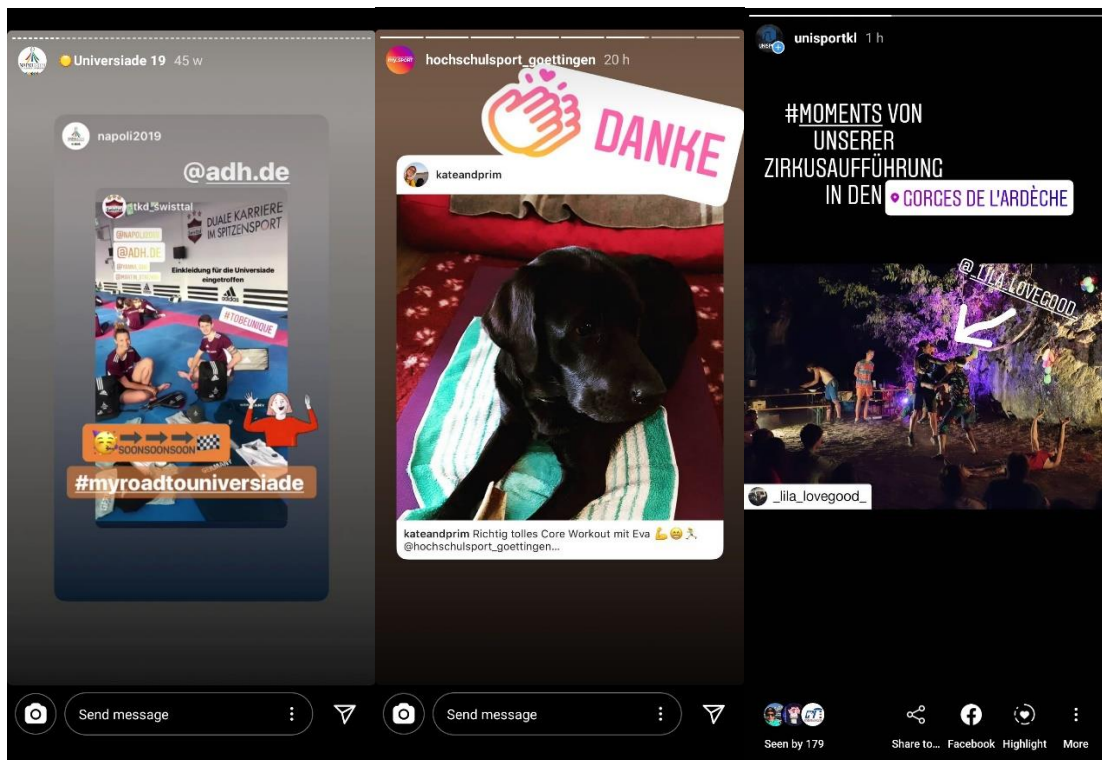 Universiade 19 45 w
napoli2019
@adh.de
tkd_swisttal
DUALE KARRIERE
IM SPITZENSPORT
@NAPOLI2019
@ADH.DE
Einkleidung für die Universiade
eingetroffen
adidas
#TOBEUNIQUE
SOONSOONSOON
#myroadtouniversiade
Send message
my.sport
hochschulsport_goettingen 20 h
DANKE
kateandprim
kateandprim Richtig tolles Core Workout mit Eva
@hochschulsport_goettingen...
Send message
unisportkl 1 h
#MOMENTS VON
UNSERER
ZIRKUSAUFFÜHRUNG
IN DEN GORGES DE L'ARDÈCHE
@_LILA_LOVEGOOD_
_lila_lovegood_
Seen by 179
Share to...
Facebook
Highlight
More